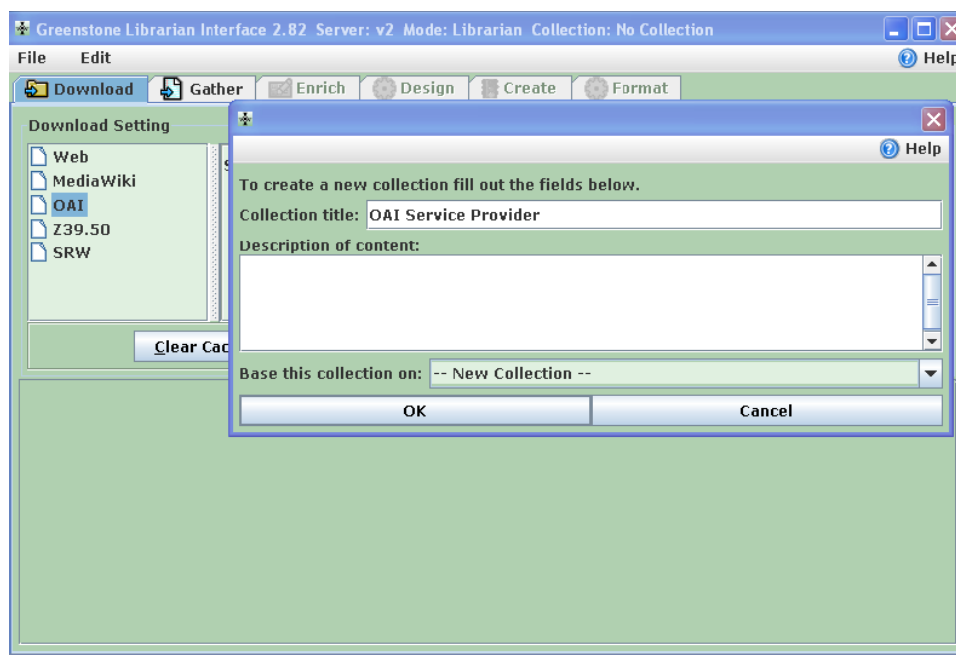 Greenstone Librarian Interface 2.82 Server: v2 Mode: Librarian Collection: No Collection
File Edit Help
Download Gather Enrich Design Create Format
Download Setting
Web
MediaWiki
OAI
Z39.50
SRW
Clear Cac
Help
To create a new collection fill out the fields below.
Collection title: OAI Service Provider
Description of content:
Base this collection on: -- New Collection --
OK Cancel